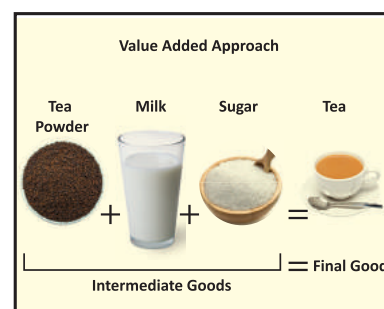 Value Added Approach
Tea Milk Sugar Tea
Powder
+ + =
= Final Good
Intermediate Goods